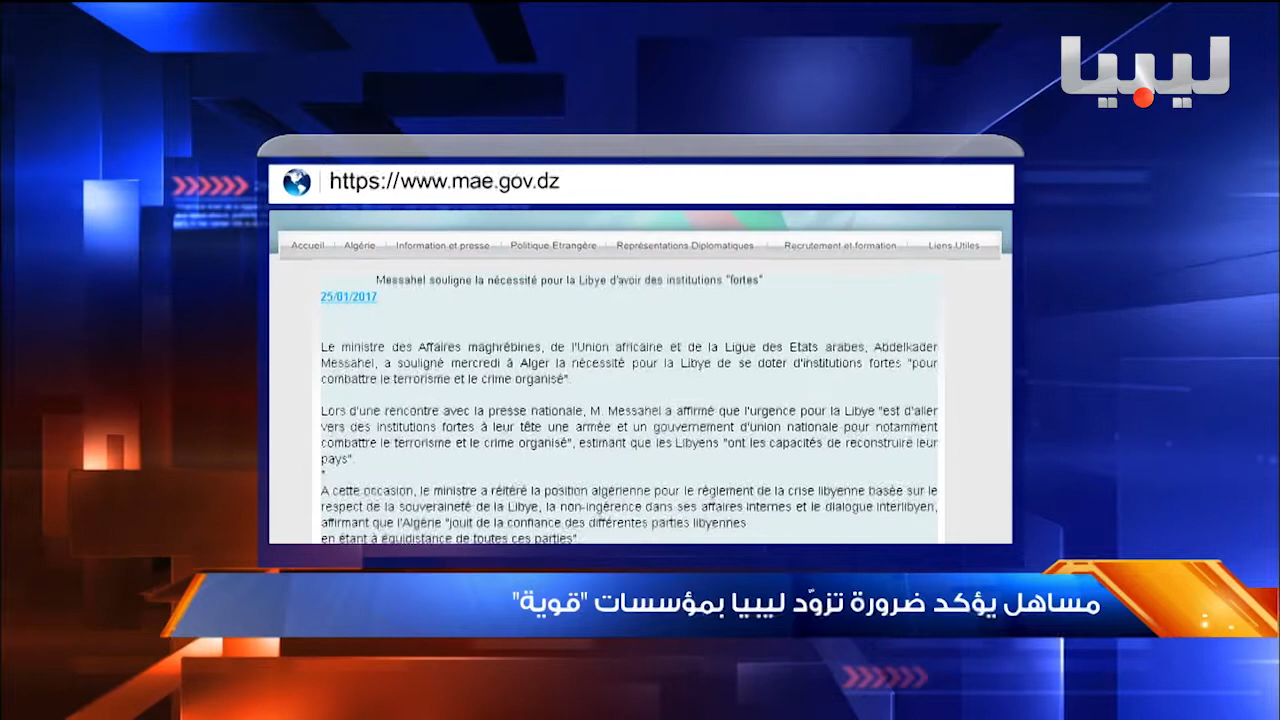 ليبيا
https://www.mae.gov.dz
Accueil Algérie Information et presse Politique Etrangère Représentations Diplomatiques Recrutement et formation Liens Utiles
Messahel souligne la nécessité pour la Libye d'avoir des institutions "fortes"
25/01/2017
Le ministre des Affaires maghrébines, de l'Union africaine et de la Ligue des Etats arabes, Abdelkader
Messahel, a souligné mercredi à Alger la nécessité pour la Libye de se doter d'institutions fortes "pour
combattre le terrorisme et le crime organisé".
Lors d'une rencontre avec la presse nationale, M. Messahel a affirmé que l'urgence pour la Libye "est d'aller
vers des institutions fortes à leur tête une armée et un gouvernement d'union nationale pour notamment
combattre le terrorisme et le crime organisé", estimant que les Libyens "ont les capacités de reconstruire leur
pays".
"
A cette occasion, le ministre a réitéré la position algérienne pour le règlement de la crise libyenne basée sur le
respect de la souveraineté de la Libye, la non-ingérence dans ses affaires internes et le dialogue interlibyen,
affirmant que l'Algérie "jouit de la confiance des différentes parties libyennes
en étant à équidistance de toutes ces parties".
مساهل يؤكد ضرورة تزوّد ليبيا بمؤسسات "قوية"